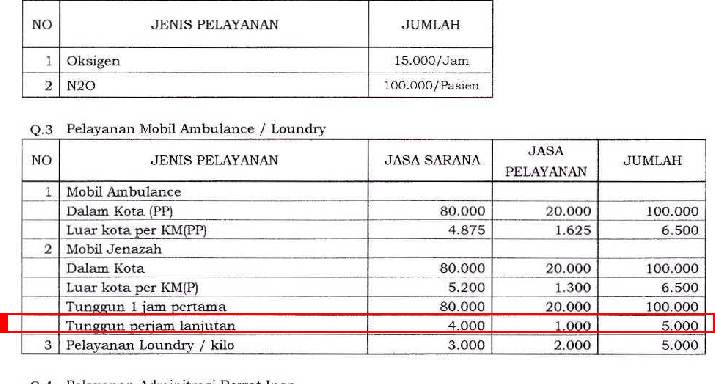 NO JENIS PELAYANAN JUMLAH
1 Oksigen 15.000/Jam
2 N2O 100.000/Pasien
Q.3 Pelayanan Mobil Ambulance / Loundry
NO JENIS PELAYANAN JASA SARANA JASA PELAYANAN JUMLAH
1 Mobil Ambulance
Dalam Kota (PP) 80.000 20.000 100.000
Luar kota per KM(PP) 4.875 1.625 6.500
2 Mobil Jenazah
Dalam Kota 80.000 20.000 100.000
Luar kota per KM(P) 5.200 1.300 6.500
Tunggun 1 jam pertama 80.000 20.000 100.000
Tunggun perjam lanjutan 4.000 1.000 5.000
3 Pelayanan Loundry / kilo 3.000 2.000 5.000